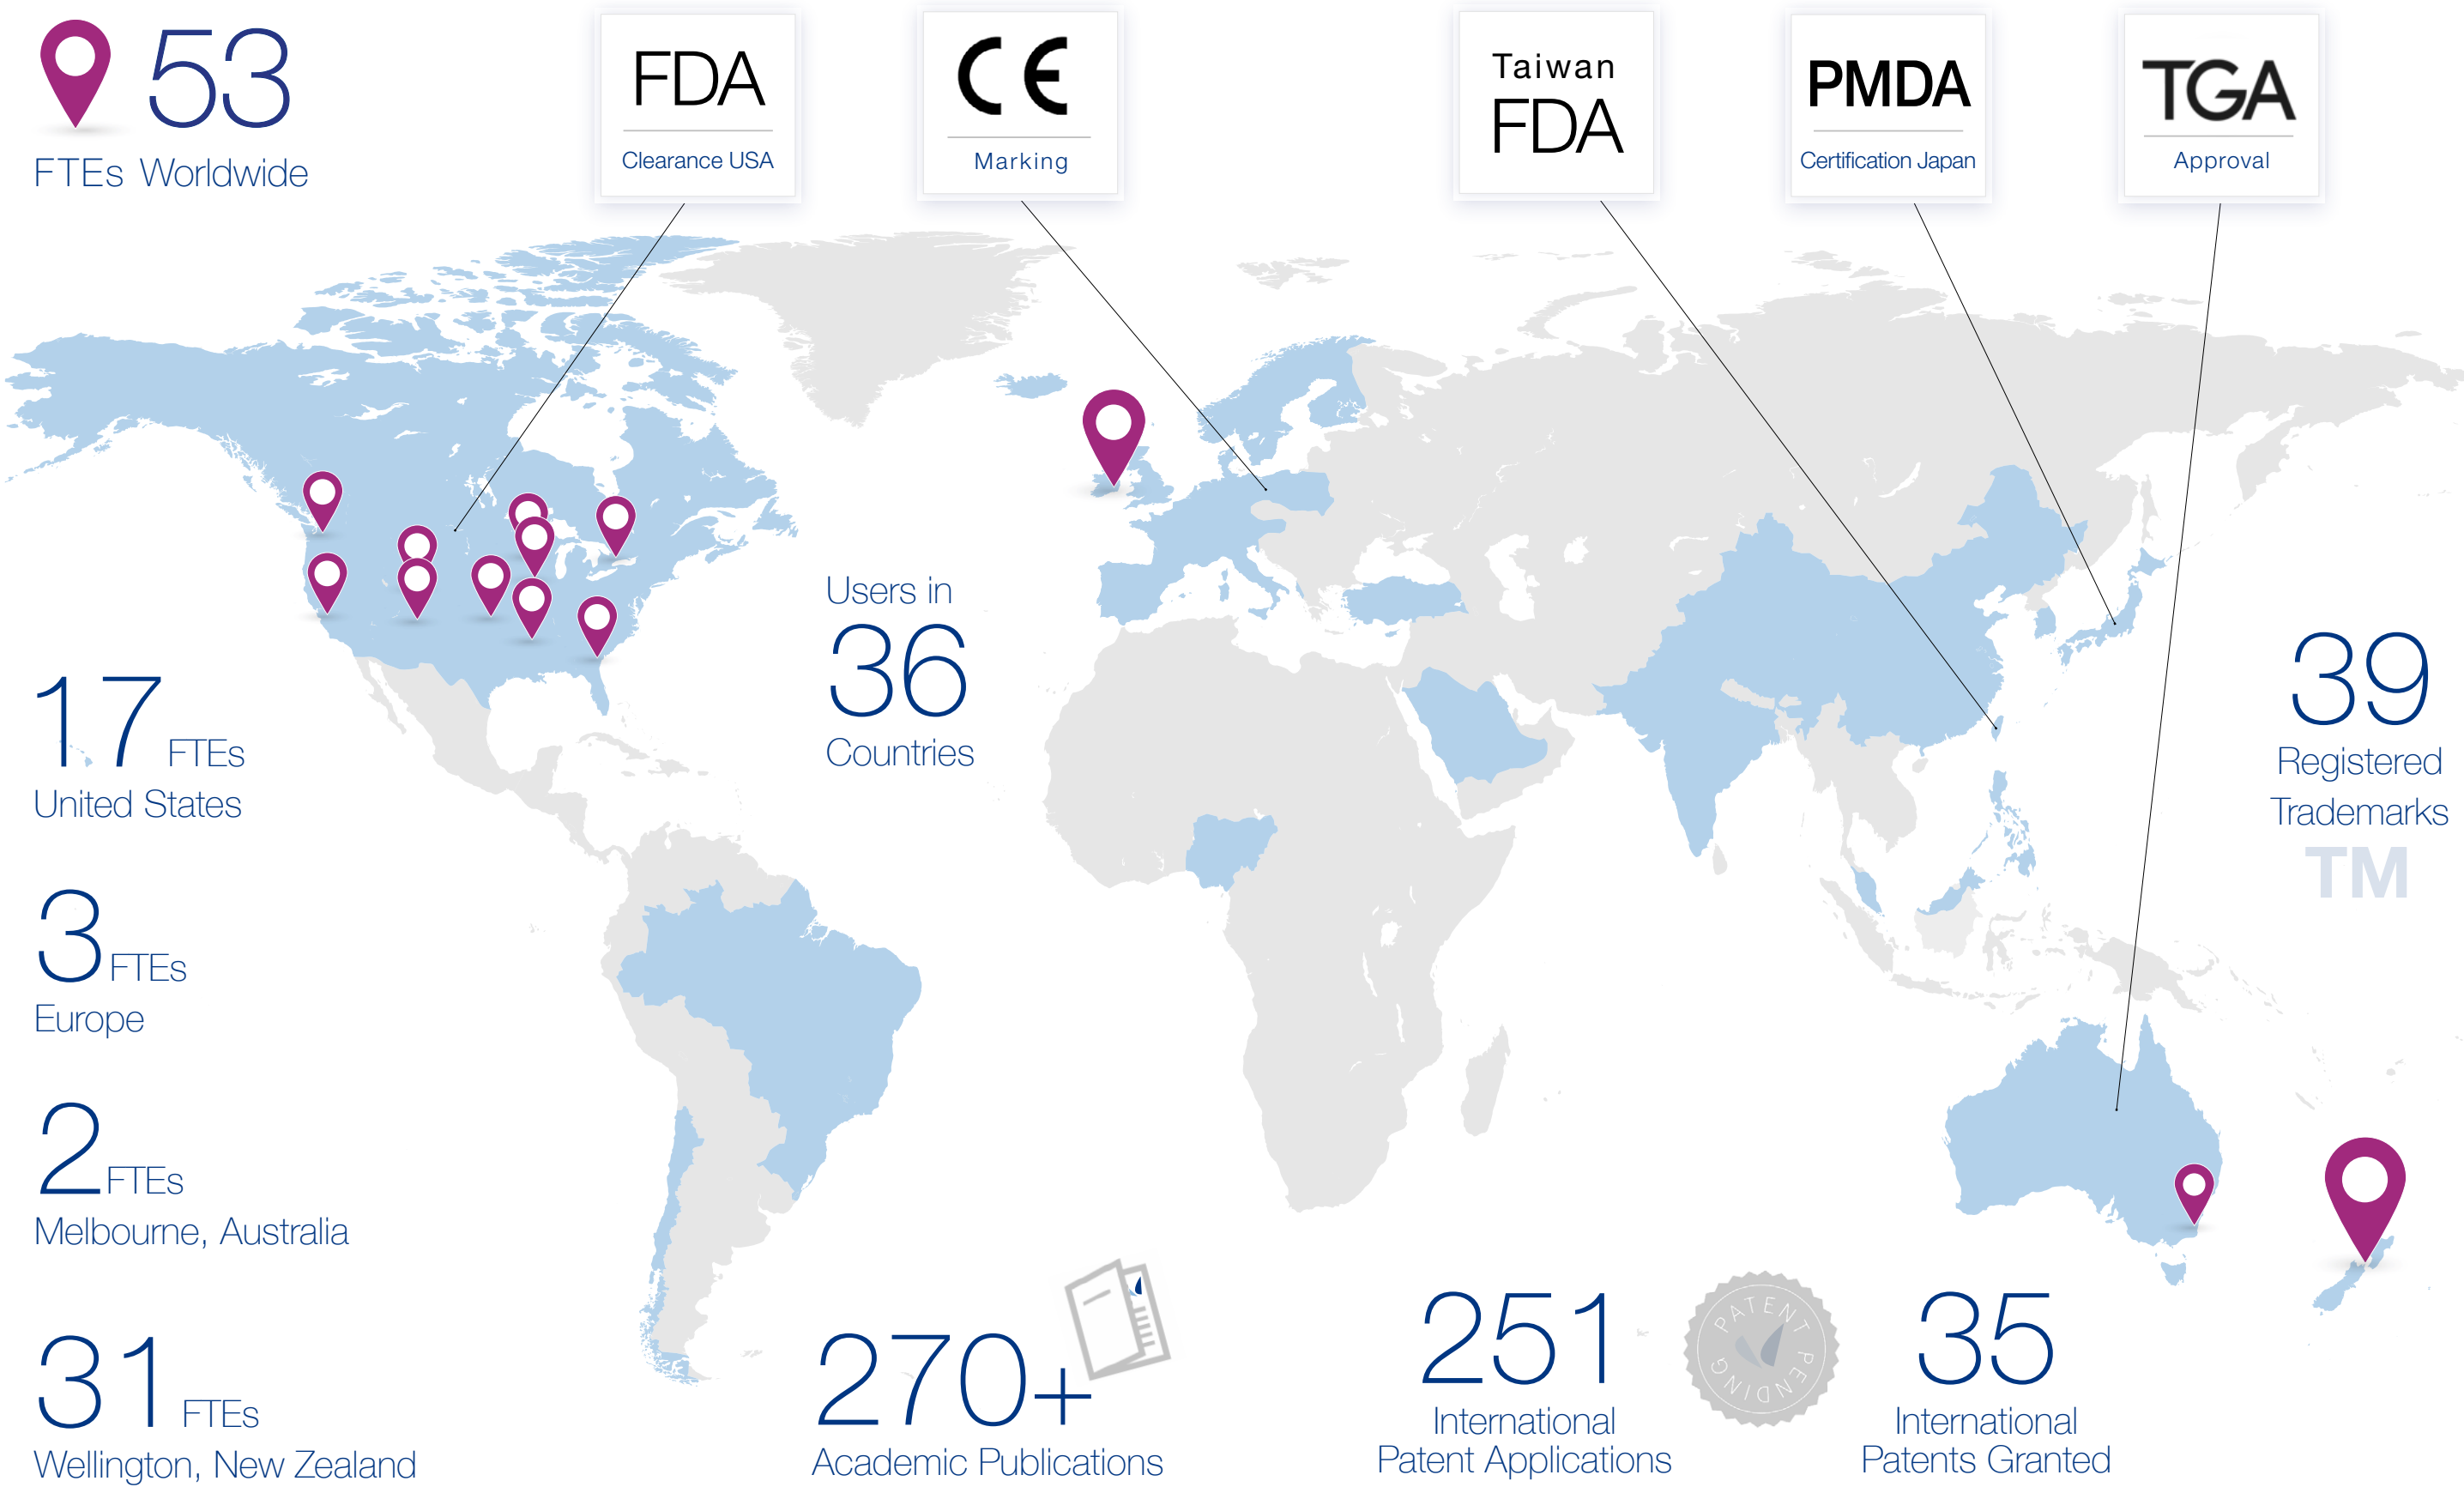 53
FTEs Worldwide
FDA
Clearance USA
CE
Marking
Taiwan
FDA
PMDA
Certification Japan
TGA
Approval
Users in
36
Countries
17 FTEs
United States
3 FTEs
Europe
2 FTEs
Melbourne, Australia
31 FTEs
Wellington, New Zealand
39
Registered
Trademarks
TM
270+
Academic Publications
251
International
Patent Applications
PATENT PENDING
35
International
Patents Granted